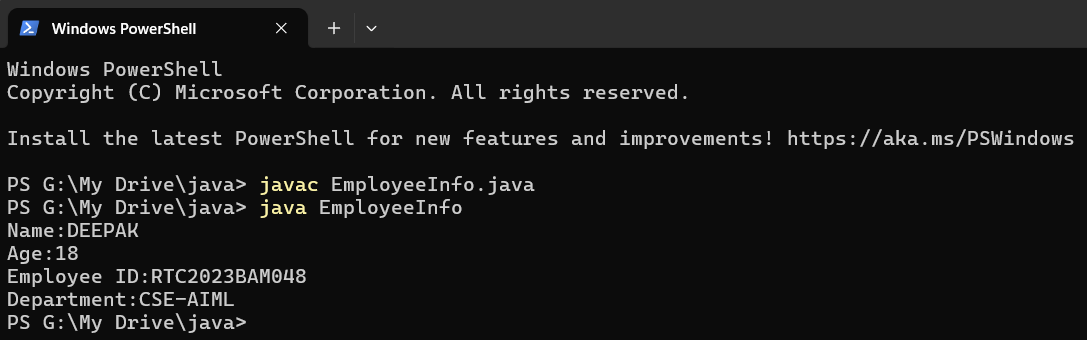 Windows PowerShell
Windows PowerShell
Copyright (C) Microsoft Corporation. All rights reserved.
Install the latest PowerShell for new features and improvements! https://aka.ms/PSWindows
PS G:\My Drive\java> javac EmployeeInfo.java
PS G:\My Drive\java> java EmployeeInfo
Name:DEEPAK
Age:18
Employee ID:RTC2023BAM048
Department:CSE-AIML
PS G:\My Drive\java>